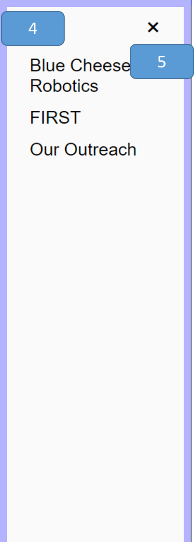 4
×
5
Blue Cheese
Robotics
FIRST
Our Outreach